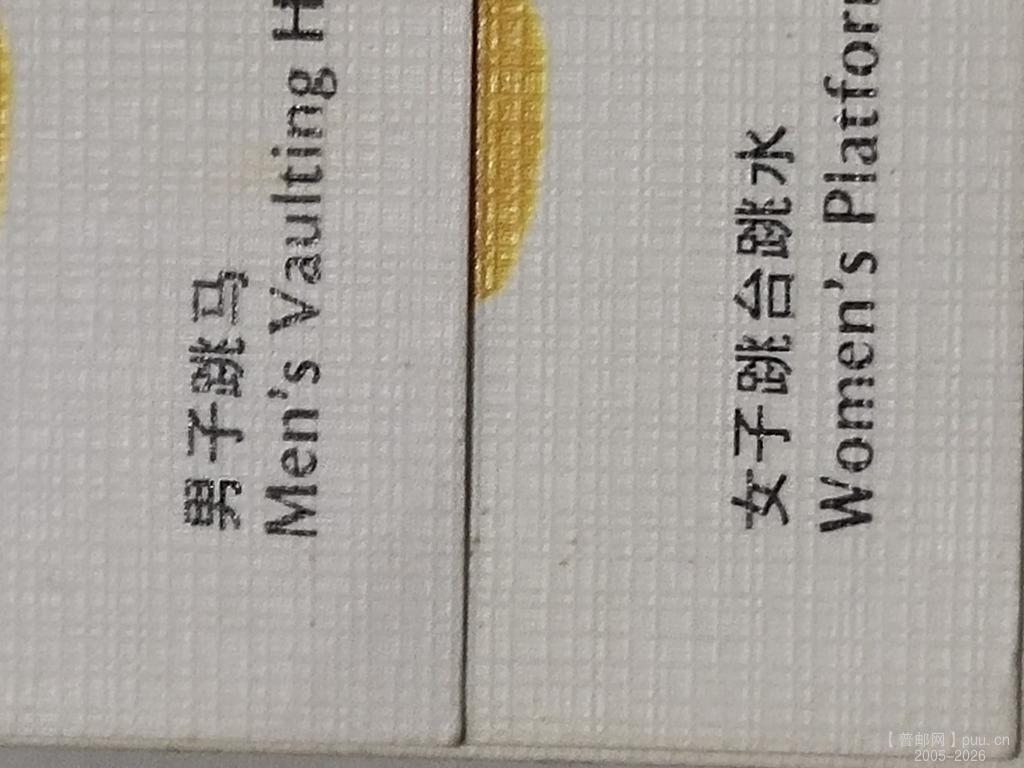 男子跳马
Men's Vaulting H
女子跳台跳水
Women's Platfor
【普邮网】puu.cn
2005-2026